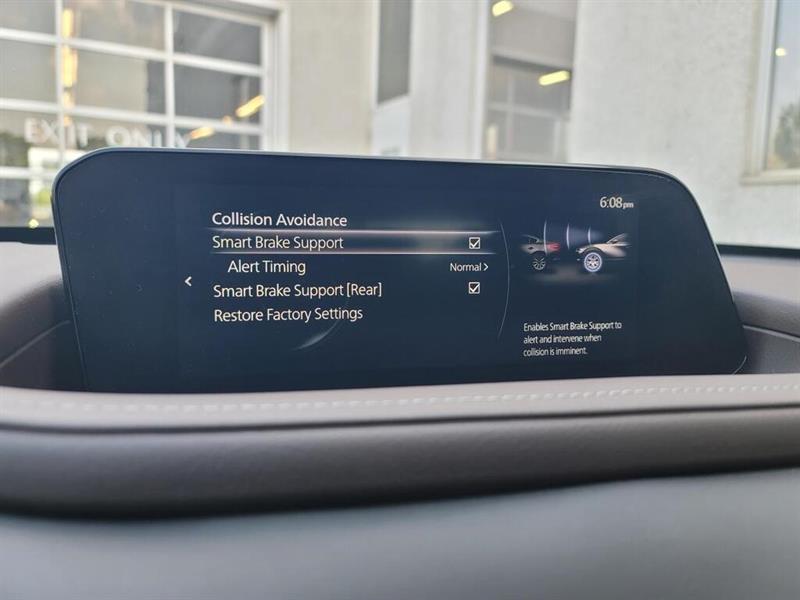 EXIT ONLY
6:08pm
Collision Avoidance
Smart Brake Support
Alert Timing Normal
Smart Brake Support [Rear]
Restore Factory Settings
Enables Smart Brake Support to
alert and intervene when
collision is imminent.